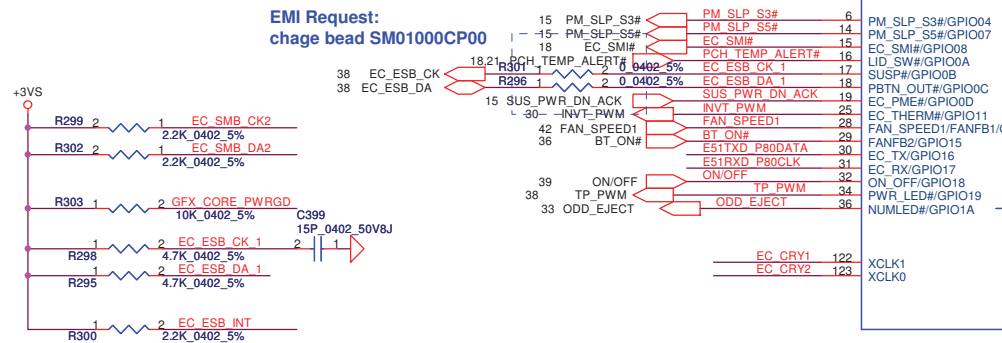 EMI Request:
chage bead SM01000CP00
+3VS
R299 2 1 EC_SMB_CK2
2.2K_0402_5%
R302 2 1 EC_SMB_DA2
2.2K_0402_5%
R303 1 2 GFX_CORE_PWRGD
10K_0402_5%
C399
15P_0402_50V8J
R298 1 2 EC_ESB_CK_1 2 1
4.7K_0402_5%
R295 1 2 EC_ESB_DA_1
4.7K_0402_5%
R300 1 2 EC_ESB_INT
2.2K_0402_5%
15 PM_SLP_S3# PM_SLP_S3# 6 PM_SLP_S3#/GPIO04
15 PM_SLP_S5# PM_SLP_S5# 14 PM_SLP_S5#/GPIO07
18 EC_SMI# EC_SMI# 15 EC_SMI#/GPIO08
18,21 PCH_TEMP_ALERT# PCH_TEMP_ALERT# 16 LID_SW#/GPIO0A
38 EC_ESB_CK R301 1 2 0_0402_5% EC_ESB_CK_1 17 SUSP#/GPIO0B
38 EC_ESB_DA R296 1 2 0_0402_5% EC_ESB_DA_1 18 PBTN_OUT#/GPIO0C
15 SUS_PWR_DN_ACK SUS_PWR_DN_ACK 19 EC_PME#/GPIO0D
30 INVT_PWM INVT_PWM 25 EC_THERM#/GPIO11
42 FAN_SPEED1 FAN_SPEED1 28 FAN_SPEED1/FANFB1/
36 BT_ON# BT_ON# 29 FANFB2/GPIO15
E51TXD_P80DATA 30 EC_TX/GPIO16
E51RXD_P80CLK 31 EC_RX/GPIO17
39 ON/OFF ON/OFF 32 ON_OFF/GPIO18
38 TP_PWM TP_PWM 34 PWR_LED#/GPIO19
33 ODD_EJECT ODD_EJECT 36 NUMLED#/GPIO1A
EC_CRY1 122 XCLK1
EC_CRY2 123 XCLK0